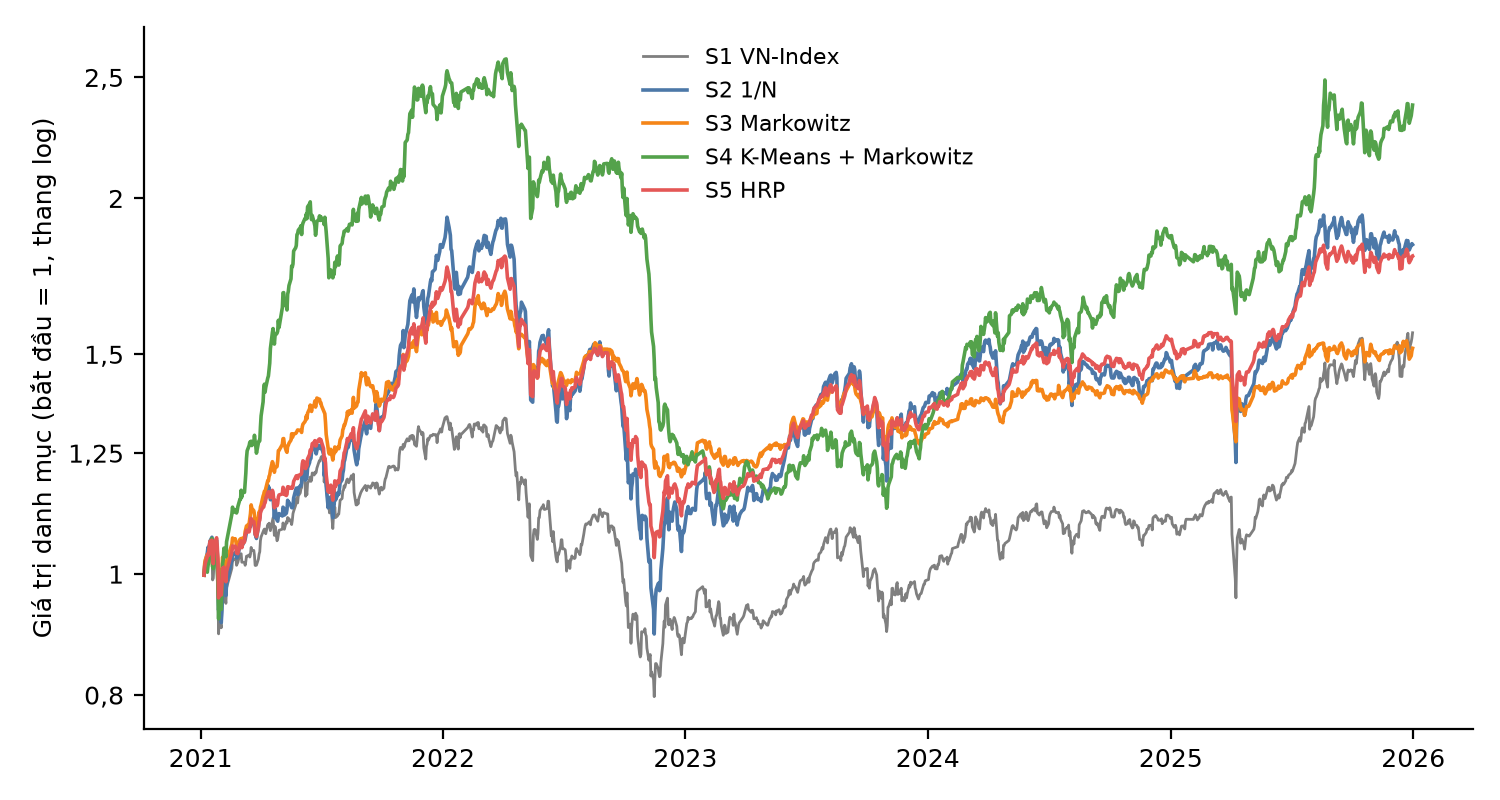 Giá trị danh mục (bắt đầu = 1, thang log)
2,5
2
1,5
1,25
1
0,8
S1 VN-Index
S2 1/N
S3 Markowitz
S4 K-Means + Markowitz
S5 HRP
2021 2022 2023 2024 2025 2026